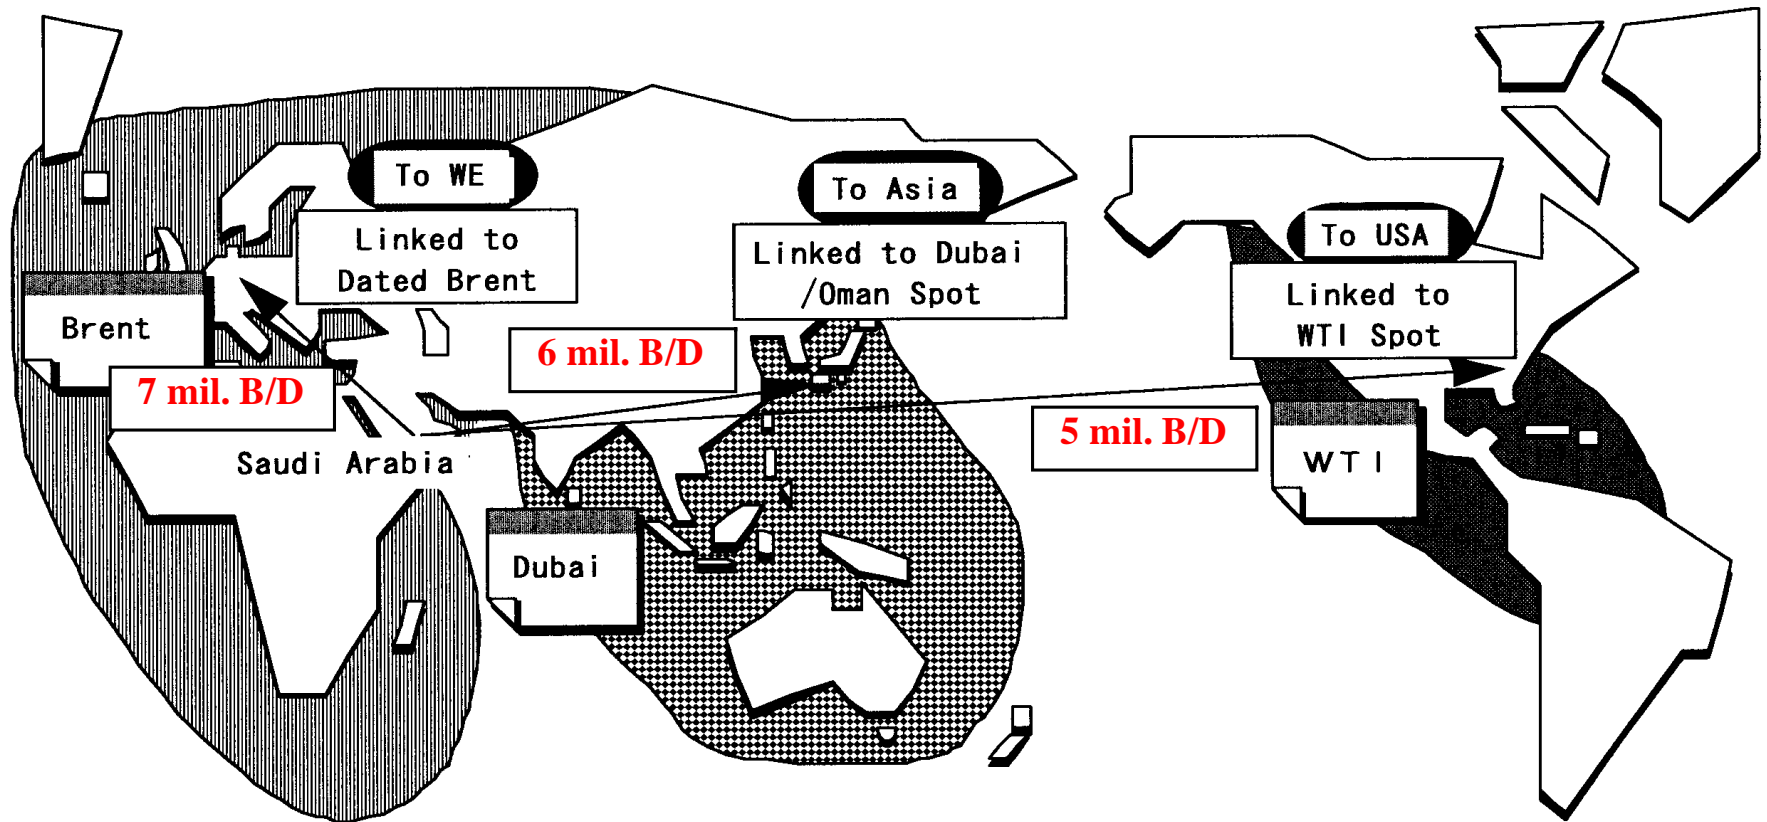 To WE
Linked to
Dated Brent
To Asia
Linked to Dubai
/Oman Spot
To USA
Linked to
WTI Spot
Brent
7 mil. B/D
6 mil. B/D
5 mil. B/D
Saudi Arabia
WTI
Dubai